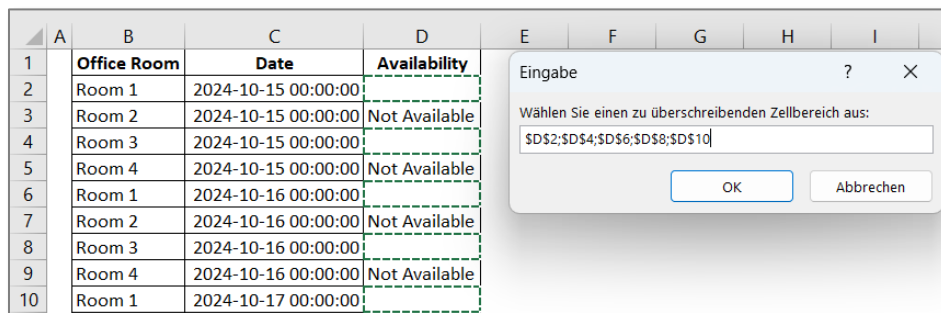 A B C D E F G H I
1 Office Room Date Availability
2 Room 1 2024-10-15 00:00:00
3 Room 2 2024-10-15 00:00:00 Not Available
4 Room 3 2024-10-15 00:00:00
5 Room 4 2024-10-15 00:00:00 Not Available
6 Room 1 2024-10-16 00:00:00
7 Room 2 2024-10-16 00:00:00 Not Available
8 Room 3 2024-10-16 00:00:00
9 Room 4 2024-10-16 00:00:00 Not Available
10 Room 1 2024-10-17 00:00:00
Eingabe ?
Wählen Sie einen zu überschreibenden Zellbereich aus:
$D$2;$D$4;$D$6;$D$8;$D$10
OK Abbrechen